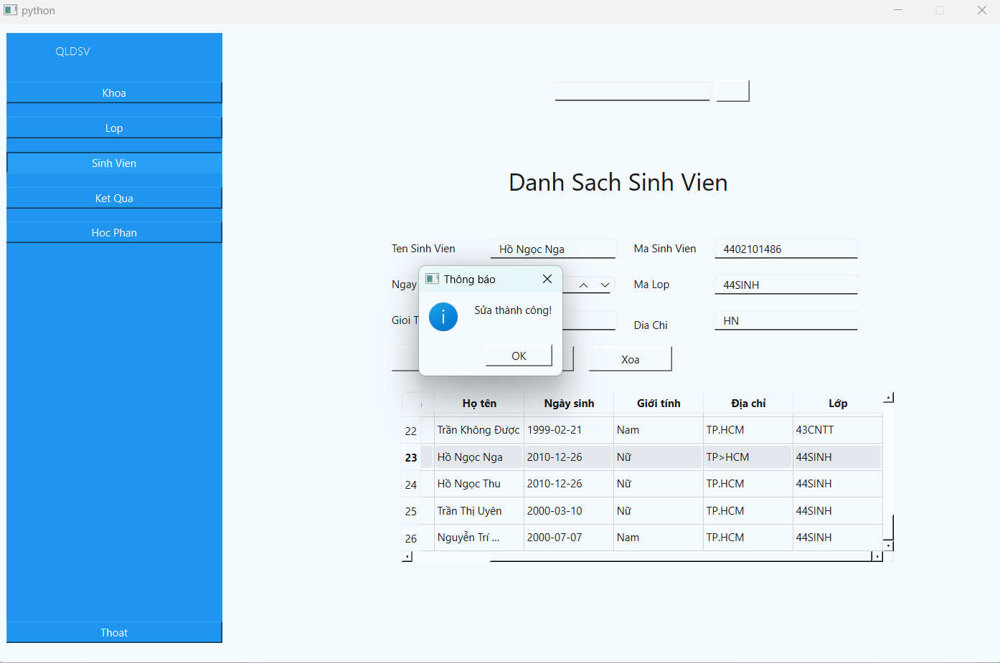 python
QLDSV
Khoa
Lop
Sinh Vien
Ket Qua
Hoc Phan
Thoat
Danh Sach Sinh Vien
Ten Sinh Vien Hồ Ngọc Nga Ma Sinh Vien 4402101486
Ngay Ma Lop 44SINH
Gioi T Dia Chi HN
Xoa
Thông báo
Sửa thành công!
OK
Họ tên Ngày sinh Giới tính Địa chỉ Lớp
22 Trần Không Được 1999-02-21 Nam TP.HCM 43CNTT
23 Hồ Ngọc Nga 2010-12-26 Nữ TP>HCM 44SINH
24 Hồ Ngọc Thu 2010-12-26 Nữ TP.HCM 44SINH
25 Trần Thị Uyên 2000-03-10 Nữ TP.HCM 44SINH
26 Nguyễn Trí ... 2000-07-07 Nam TP.HCM 44SINH